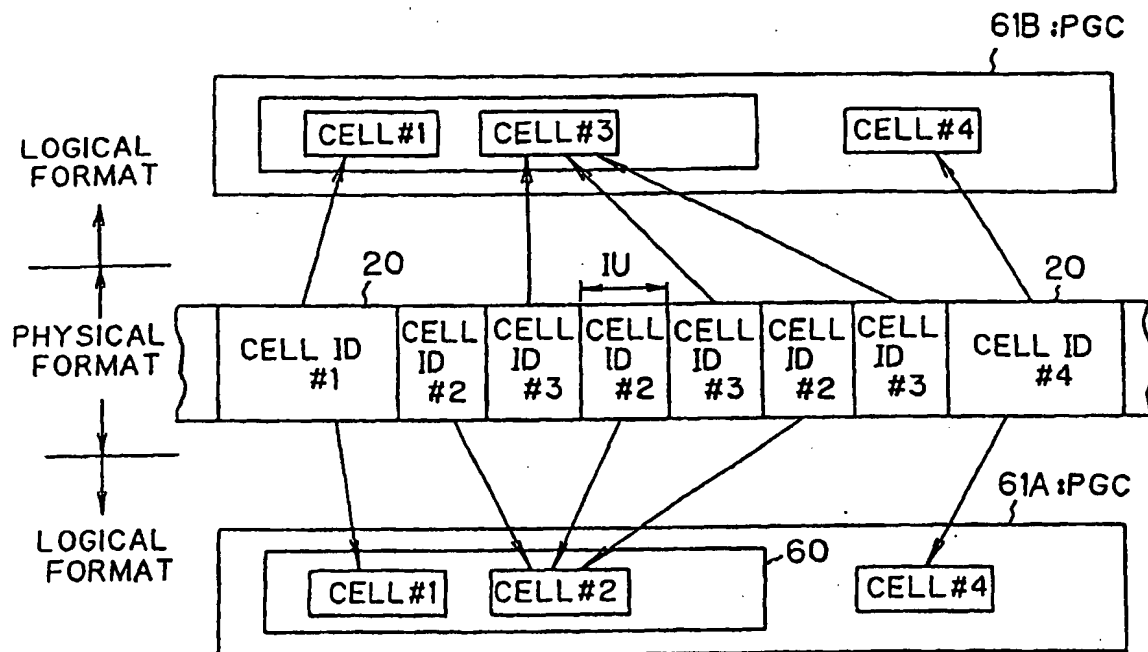 61B :PGC
CELL#1
CELL#3
CELL#4
LOGICAL
FORMAT
20
IU
20
PHYSICAL
FORMAT
CELL ID
#1
CELL
ID
#2
CELL
ID
#3
CELL
ID
#2
CELL
ID
#3
CELL
ID
#2
CELL
ID
#3
CELL ID
#4
61A :PGC
LOGICAL
FORMAT
60
CELL#1
CELL#2
CELL#4